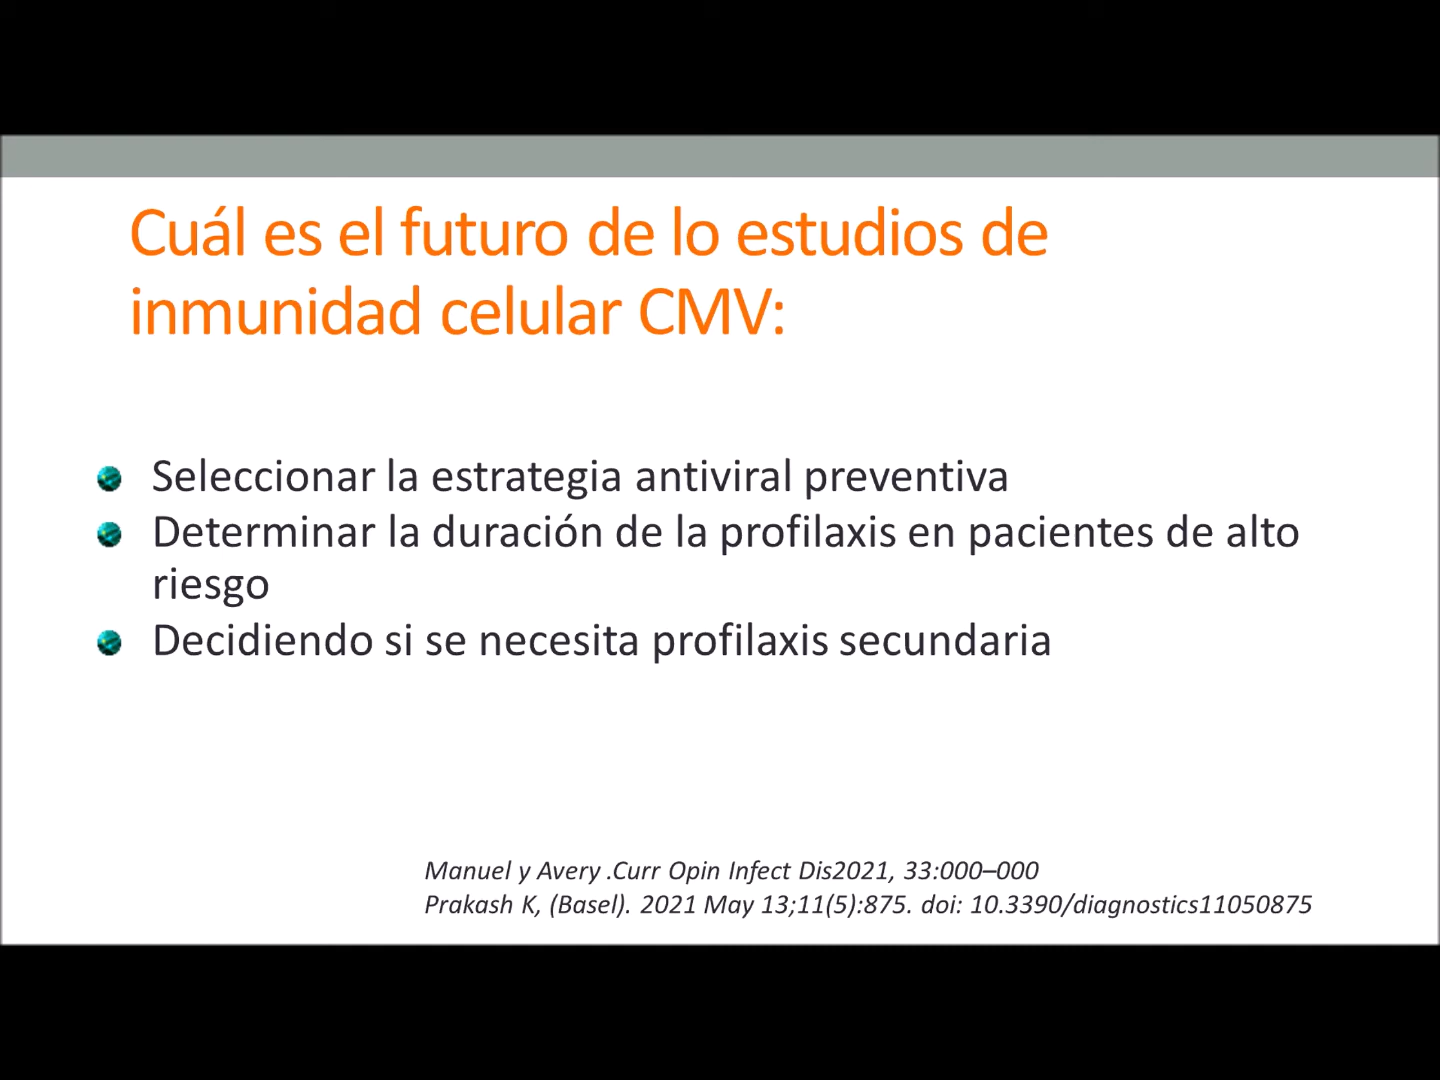 Cuál es el futuro de lo estudios de
inmunidad celular CMV:
Seleccionar la estrategia antiviral preventiva
Determinar la duración de la profilaxis en pacientes de alto
riesgo
Decidiendo si se necesita profilaxis secundaria
Manuel y Avery .Curr Opin Infect Dis2021, 33:000–000
Prakash K, (Basel). 2021 May 13;11(5):875. doi: 10.3390/diagnostics11050875